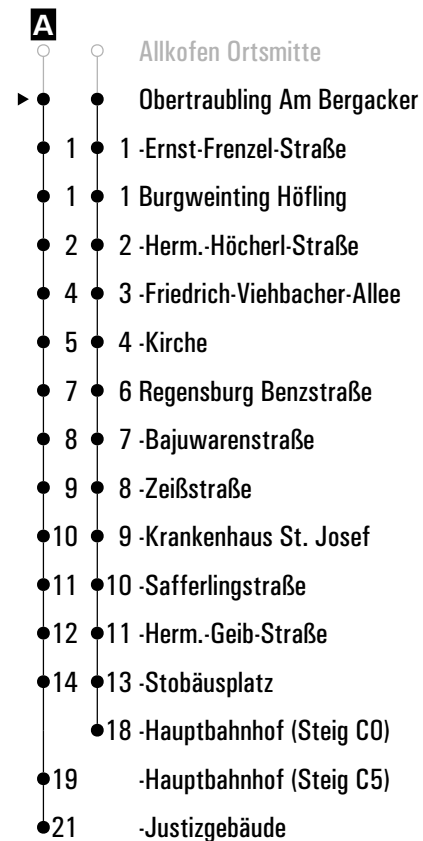 A
Allkofen Ortsmitte
Obertraubling Am Bergacker
1 1 -Ernst-Frenzel-Straße
1 1 Burgweinting Höfling
2 2 -Herm.-Höcherl-Straße
4 3 -Friedrich-Viehbacher-Allee
5 4 -Kirche
7 6 Regensburg Benzstraße
8 7 -Bajuwarenstraße
9 8 -Zeißstraße
10 9 -Krankenhaus St. Josef
11 10 -Safferlingstraße
12 11 -Herm.-Geib-Straße
14 13 -Stobäusplatz
18 -Hauptbahnhof (Steig C0)
19 -Hauptbahnhof (Steig C5)
21 -Justizgebäude